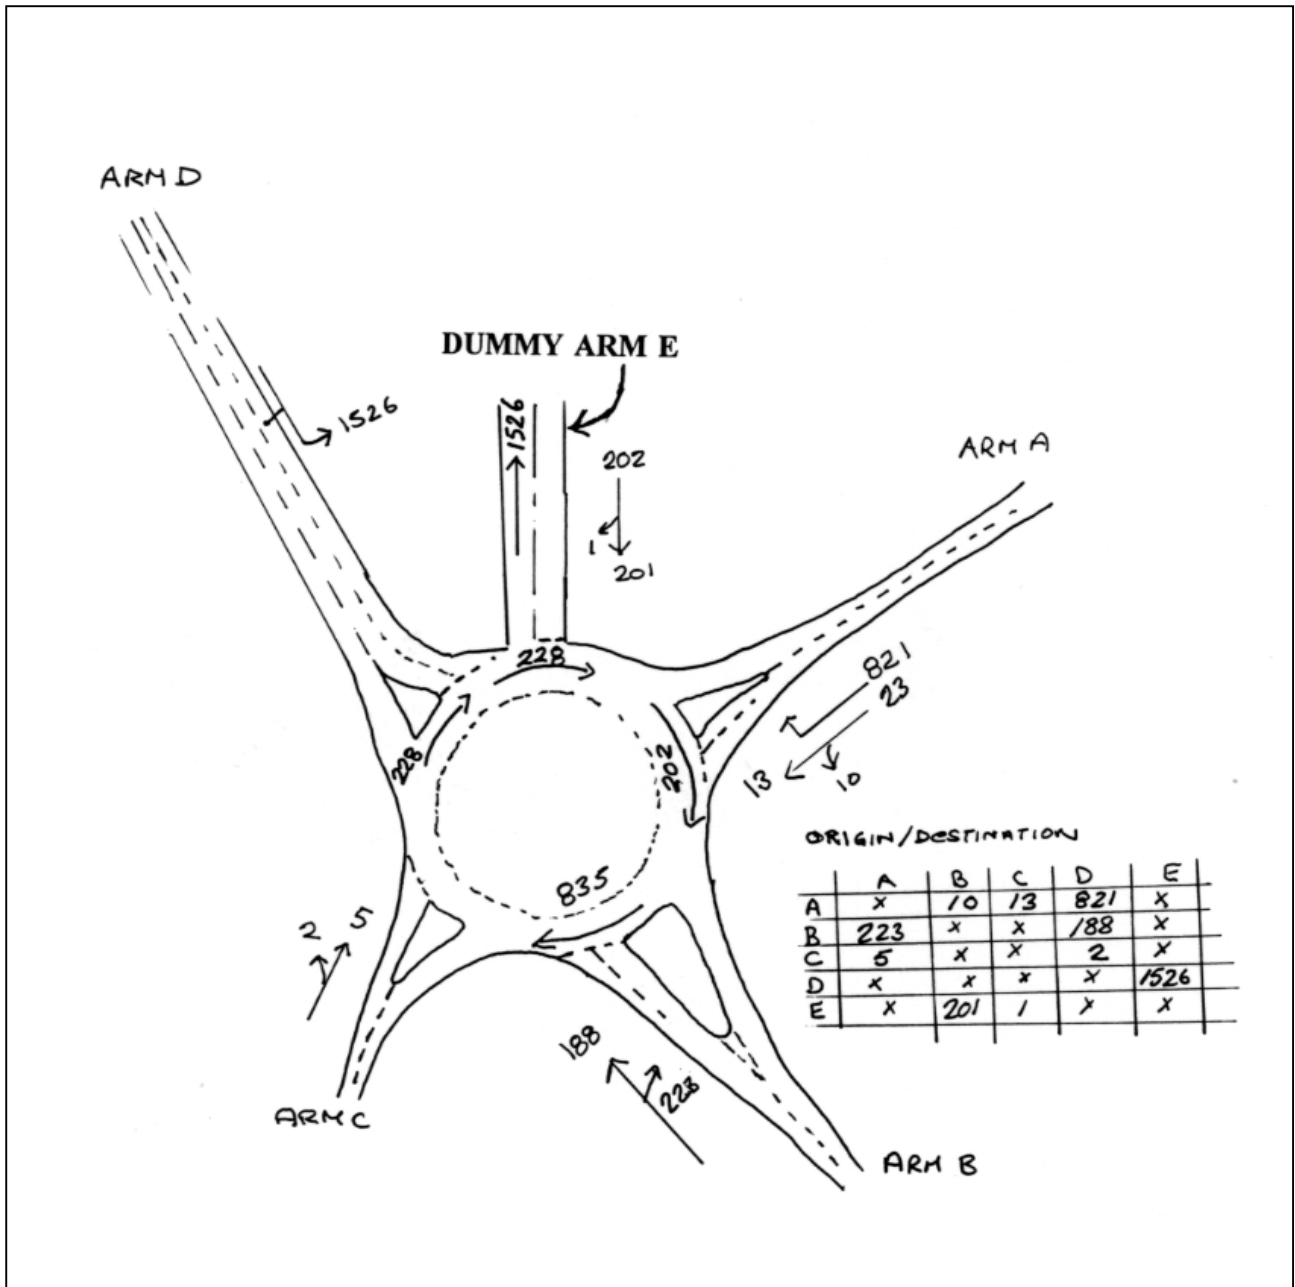 ARM D
DUMMY ARM E
1526
1526
202
1
201
ARM A
228
821
23
228
202
13
10
ORIGIN/DESTINATION
A B C D E
A x 10 13 821 x
B 223 x x 188 x
C 5 x x 2 x
D x x x x 1526
E x 201 1 x x
835
2 5
188
223
ARM C
ARM B